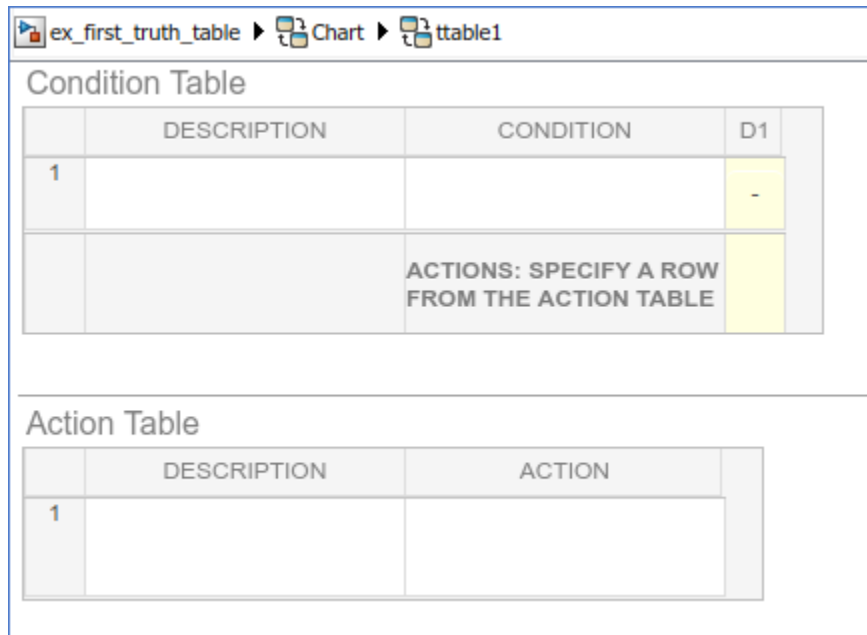 ex_first_truth_table Chart ttable1
Condition Table
DESCRIPTION CONDITION D1
1 -
ACTIONS: SPECIFY A ROW
FROM THE ACTION TABLE
Action Table
DESCRIPTION ACTION
1